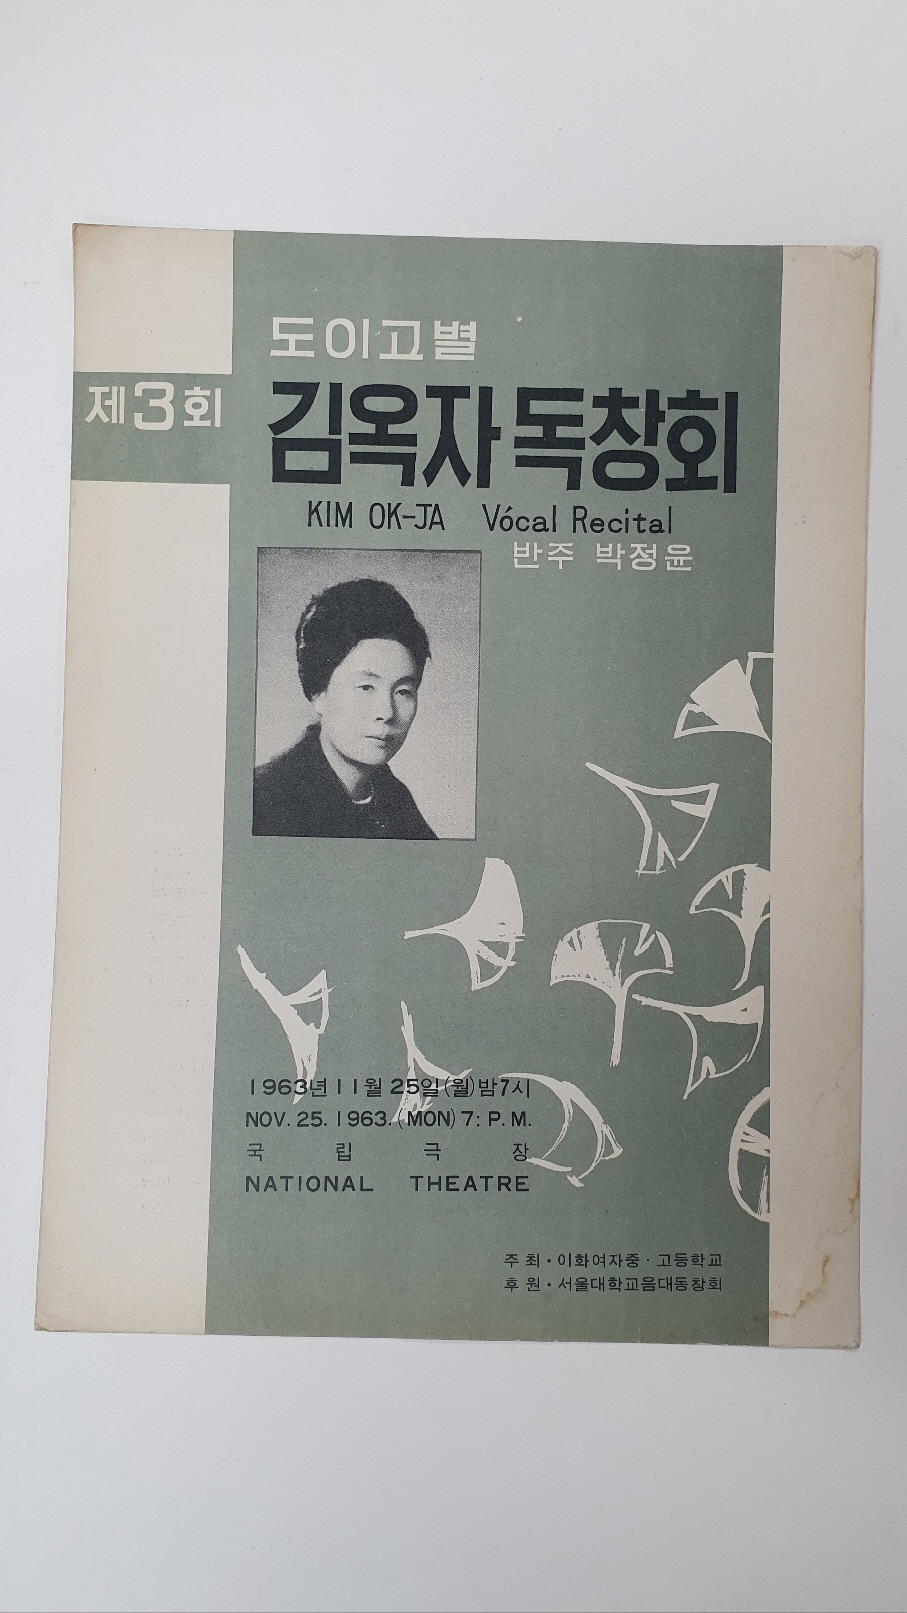 도이고별
제3회
김옥자 독창회
KIM OK-JA Vócal Recital
반주 박정윤
1963년 11월 25일(월)밤7시
NOV. 25. 1963. (MON) 7: P. M.
국 립 극 장
NATIONAL THEATRE
주 최 · 이화여자중 · 고등학교
후 원 · 서울대학교음대동창회